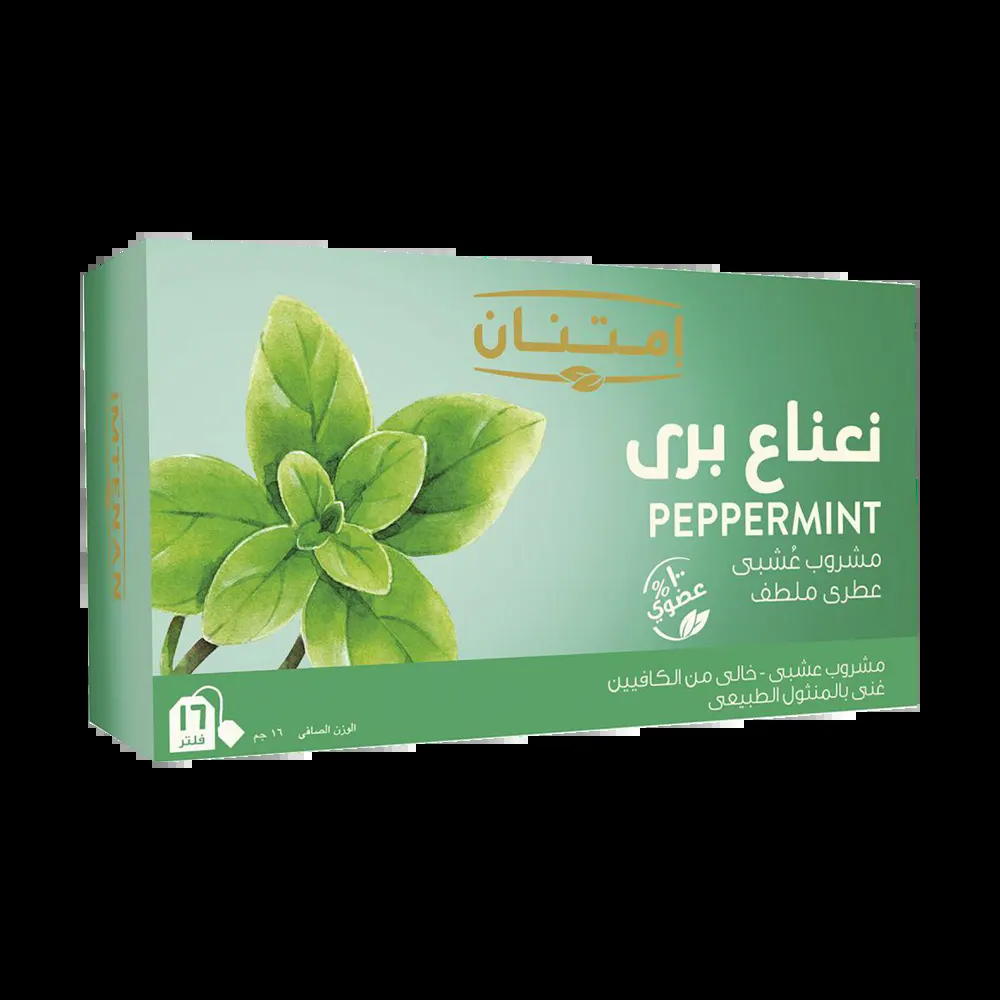 إمتنان
نعناع برى
PEPPERMINT
مشروب عُشبى
عطرى ملطف
١٠٠
%
عضوي
مشروب عشبى - خالى من الكافيين
غنى بالمنثول الطبيعى
١٦
فلتر
الوزن الصافى ١٦ جم
IMTENAN